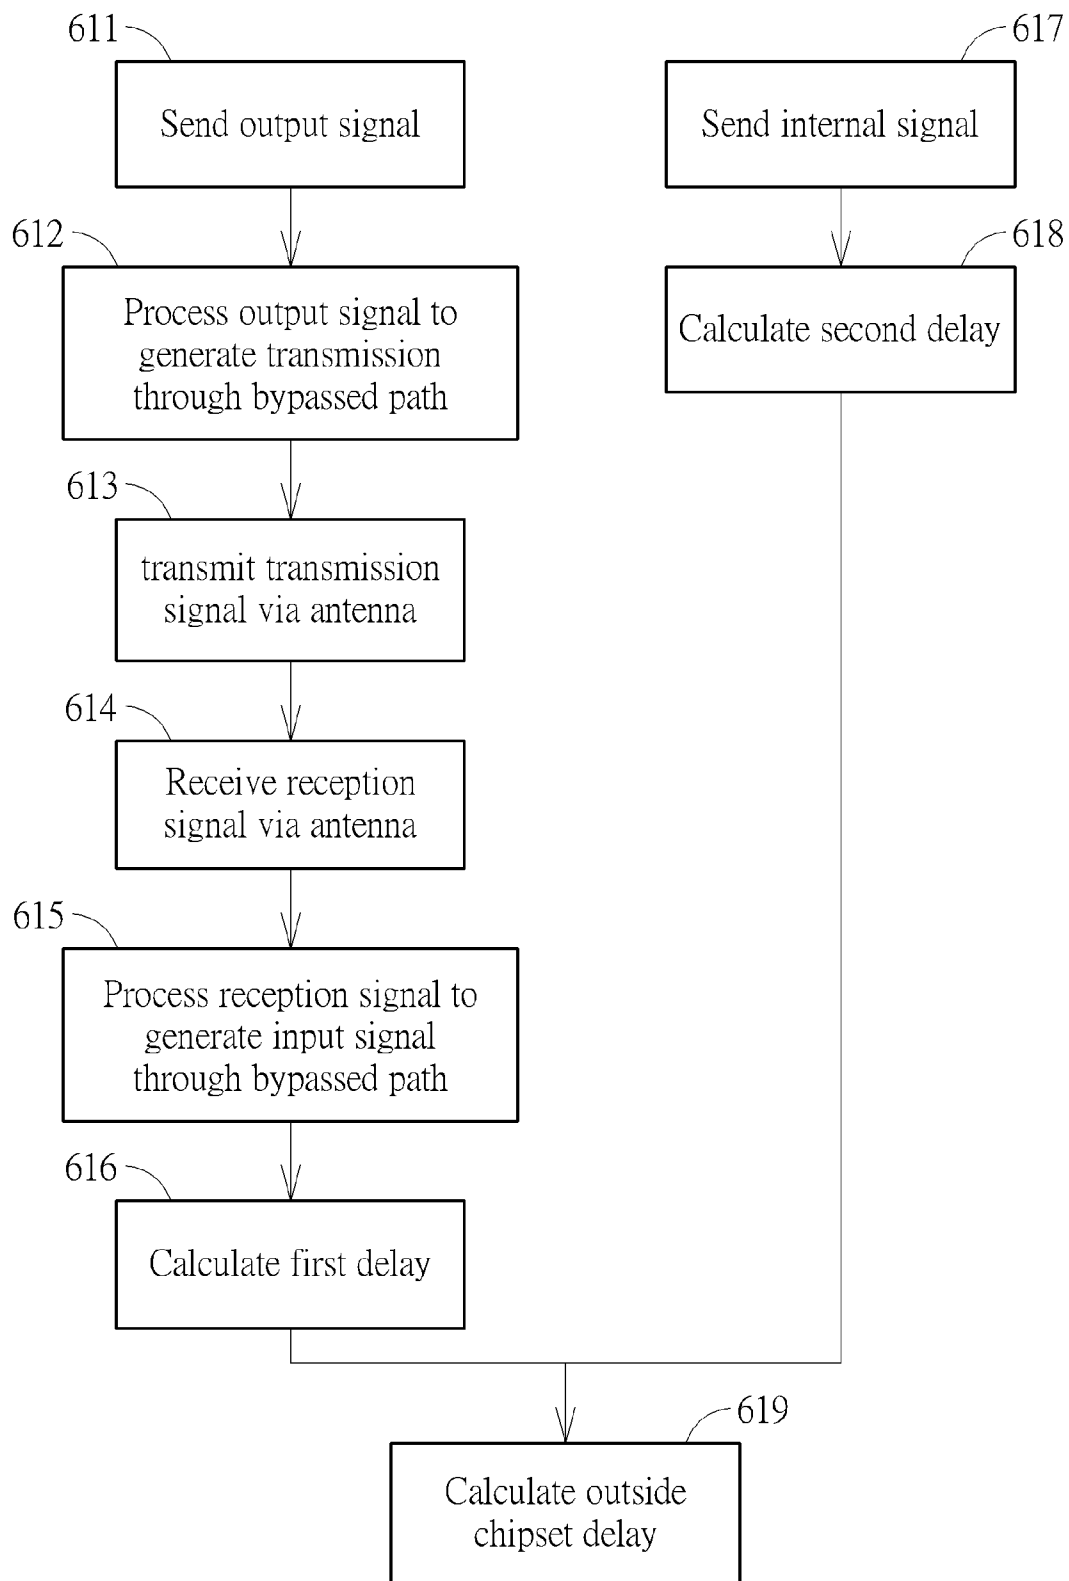 611
Send output signal
612
Process output signal to
generate transmission
through bypassed path
613
transmit transmission
signal via antenna
614
Receive reception
signal via antenna
615
Process reception signal to
generate input signal
through bypassed path
616
Calculate first delay
617
Send internal signal
618
Calculate second delay
619
Calculate outside
chipset delay